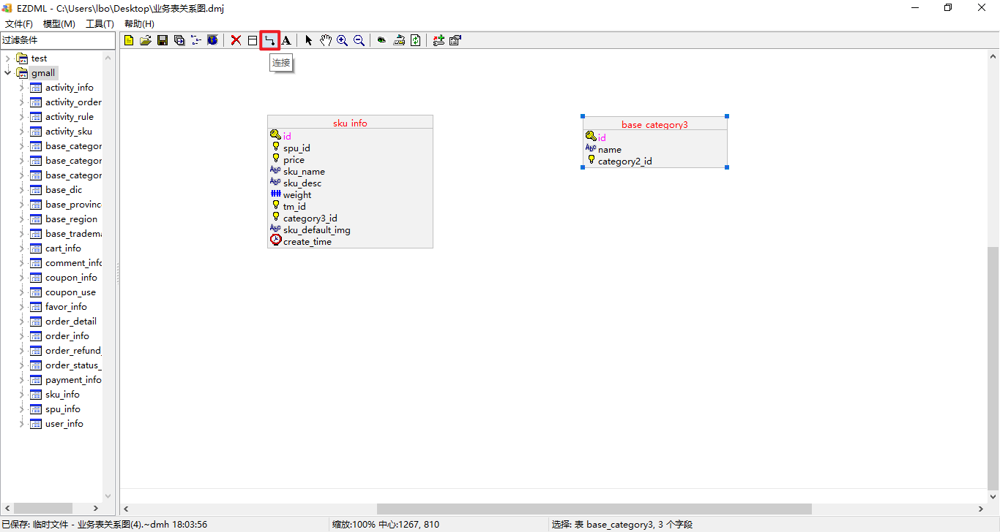 EZDML - C:\Users\lbo\Desktop\业务表关系图.dmj
文件(F) 模型(M) 工具(T) 帮助(H)
过滤条件
A
连接
test
gmall
activity_info
activity_order
activity_rule
activity_sku
base_categor
base_categor
base_categor
base_dic
base_provinc
base_region
base_tradema
cart_info
comment_info
coupon_info
coupon_use
favor_info
order_detail
order_info
order_refund_
order_status_
payment_info
sku_info
spu_info
user_info
sku_info
id
spu_id
price
sku_name
sku_desc
weight
tm_id
category3_id
sku_default_img
create_time
base_category3
id
name
category2_id
已保存: 临时文件 - 业务表关系图(4).~dmh 18:03:56
缩放:100% 中心:1267, 810
选择: 表 base_category3, 3 个字段